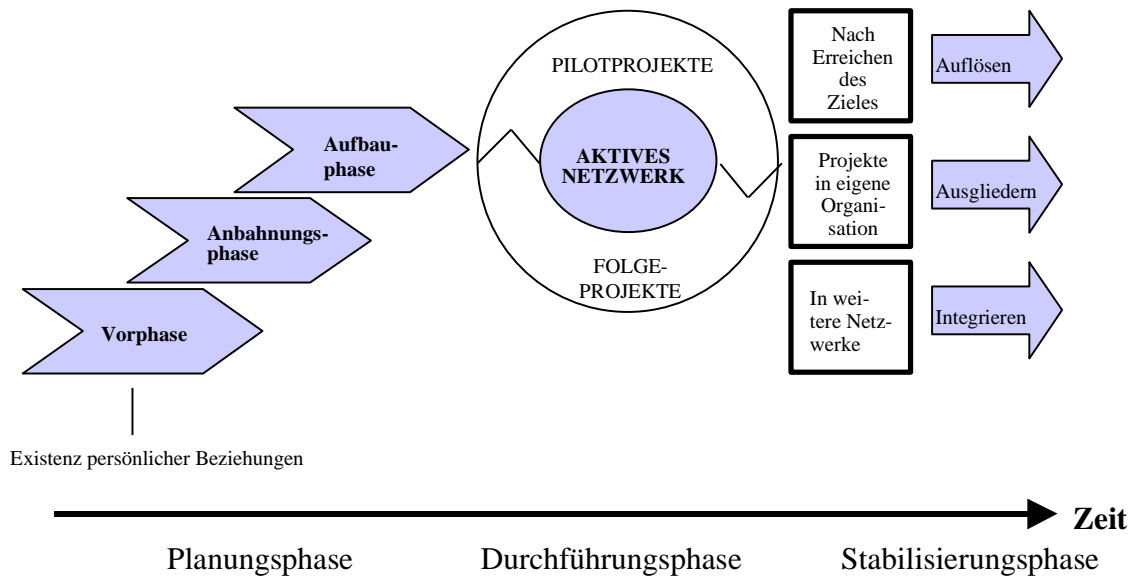 Vorphase
Existenz persönlicher Beziehungen
Anbahnungs-
phase
Aufbau-
phase
PILOTPROJEKTE
AKTIVES
NETZWERK
FOLGE-
PROJEKTE
Nach
Erreichen
des
Zieles
Auflösen
Projekte
in eigene
Organi-
sation
Ausgliedern
In wei-
tere Netz-
werke
Integrieren
Zeit
Planungsphase
Durchführungsphase
Stabilisierungsphase